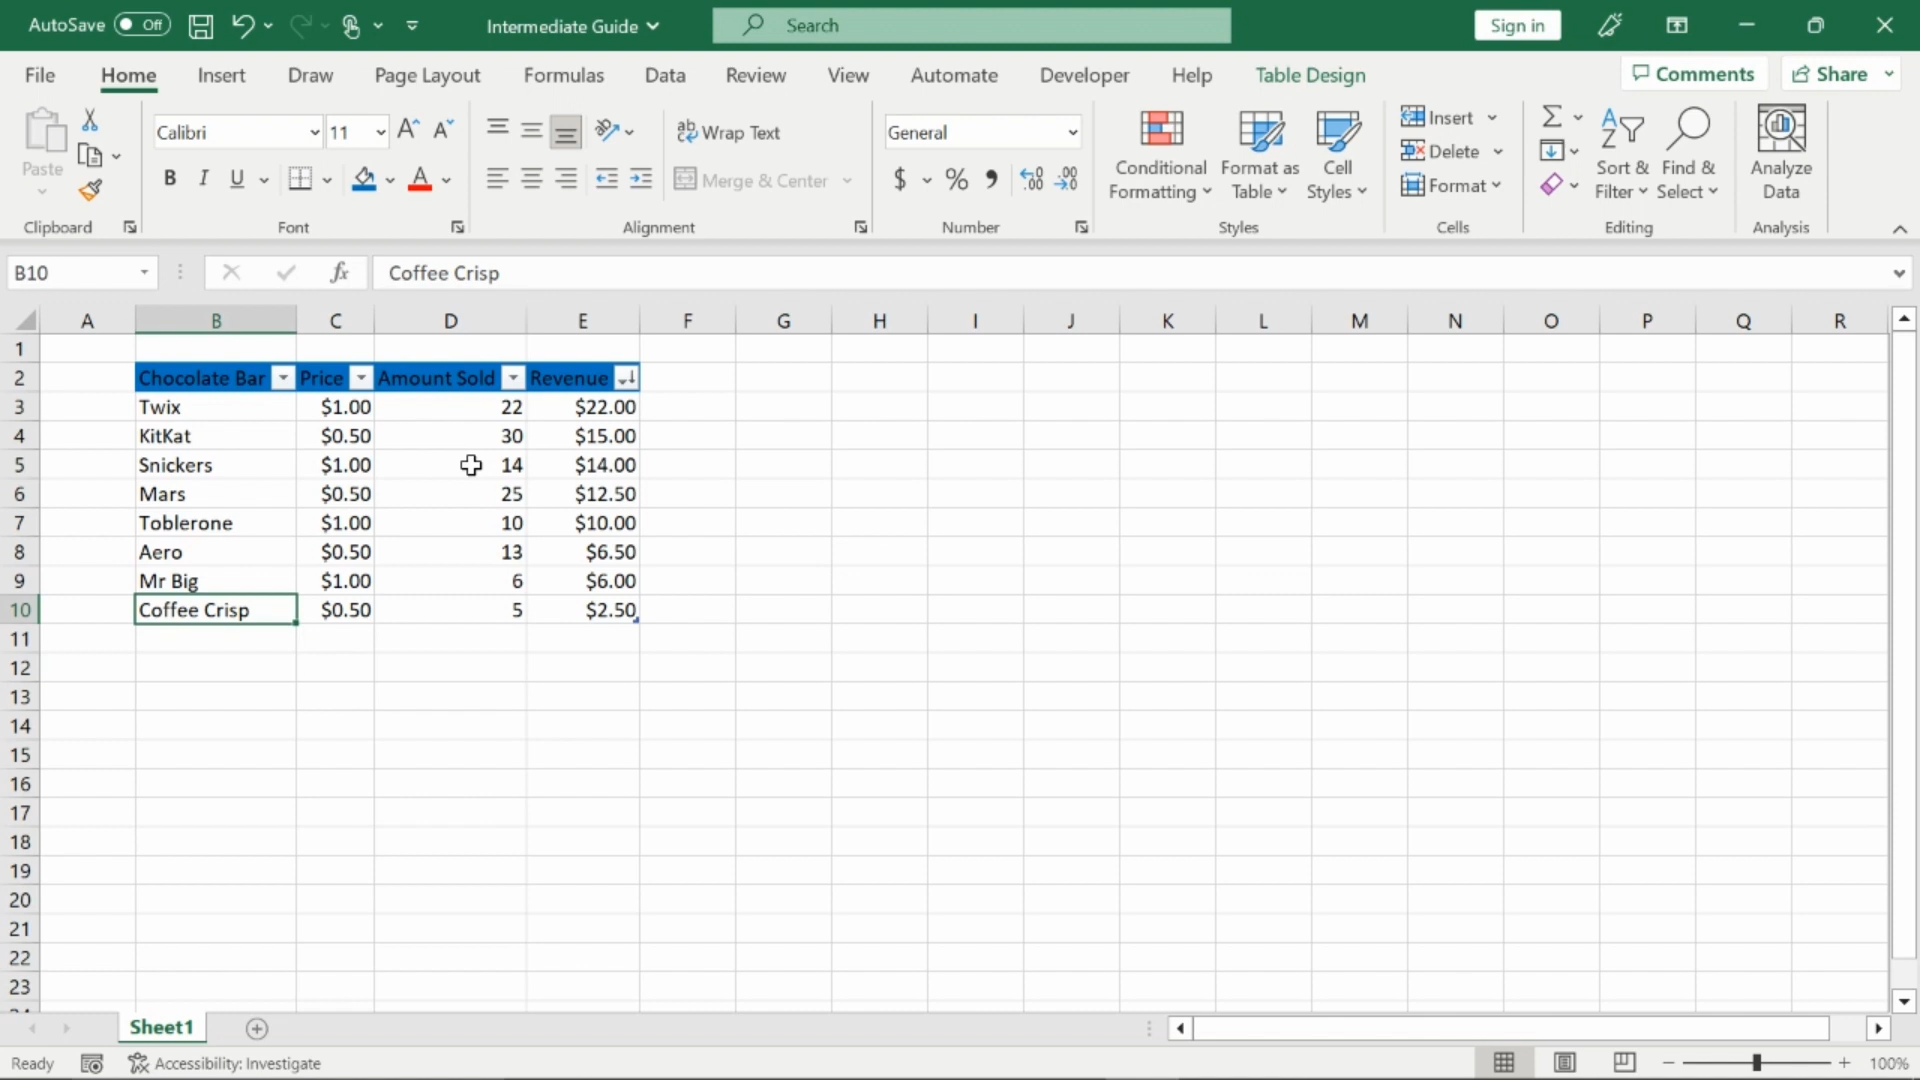 AutoSave Off Intermediate Guide Search Sign in
File Home Insert Draw Page Layout Formulas Data Review View Automate Developer Help Table Design Comments Share
Paste Calibri 11 Wrap Text General Conditional Formatting Format as Table Cell Styles Insert Sort & Filter Find & Select Analyze Data
Delete
B I U Merge & Center $ % Format
Clipboard Font Alignment Number Styles Cells Editing Analysis
B10 fx Coffee Crisp
A B C D E F G H I J K L M N O P Q R
1
2 Chocolate Bar Price Amount Sold Revenue
3 Twix $1.00 22 $22.00
4 KitKat $0.50 30 $15.00
5 Snickers $1.00 14 $14.00
6 Mars $0.50 25 $12.50
7 Toblerone $1.00 10 $10.00
8 Aero $0.50 13 $6.50
9 Mr Big $1.00 6 $6.00
10 Coffee Crisp $0.50 5 $2.50
11
12
13
14
15
16
17
18
19
20
21
22
23
Sheet1
Ready Accessibility: Investigate 100%